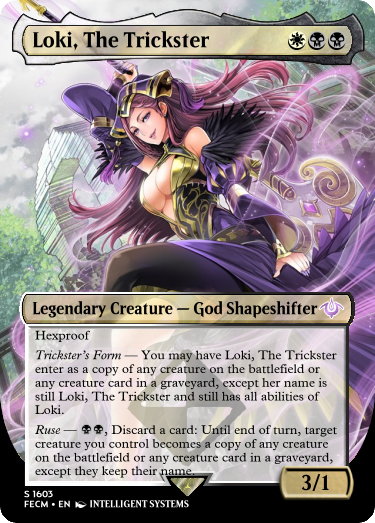 Loki, The Trickster
Legendary Creature — God Shapeshifter
Hexproof
Trickster's Form — You may have Loki, The Trickster
enter as a copy of any creature on the battlefield or
any creature card in a graveyard, except her name is
still Loki, The Trickster and still has all abilities of
Loki.
Ruse — , Discard a card: Until end of turn, target
creature you control becomes a copy of any creature
on the battlefield or any creature card in a graveyard,
except they keep their name.
3/1
S 1603
FECM • EN INTELLIGENT SYSTEMS